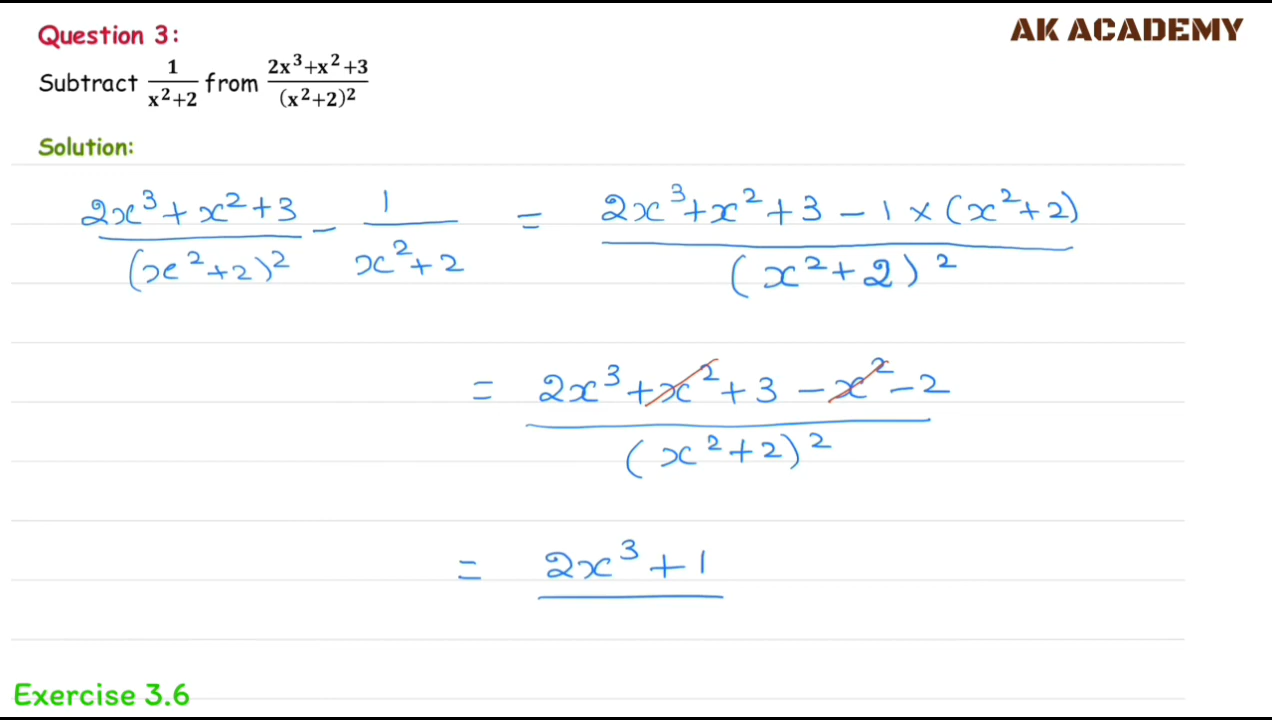 Question 3:
AK ACADEMY
Subtract 1/(x²+2) from (2x³+x²+3)/(x²+2)²
Solution:
(2x³+x²+3)/(x²+2)² − 1/(x²+2) = (2x³+x²+3−1×(x²+2))/(x²+2)²
= (2x³+x²+3−x²−2)/(x²+2)²
= 2x³+1
Exercise 3.6